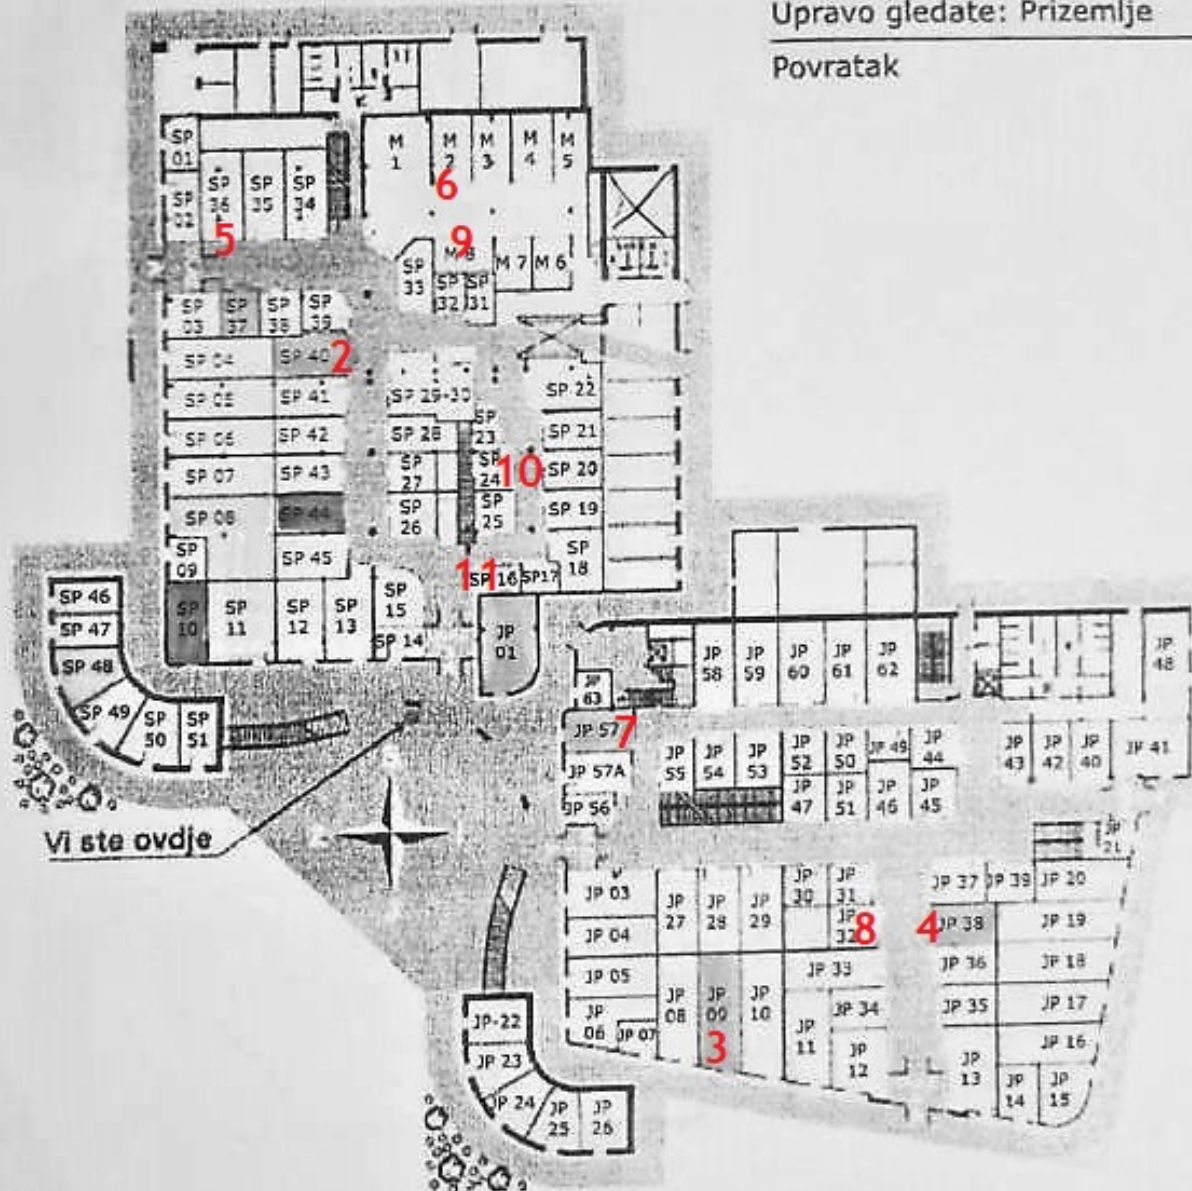 Upravo gledate: Prizemlje
Povratak
SP 01
M 1
M 2
M 3
M 4
M 5
SP 02
SP 36
SP 35
SP 34
6
5
9
M 8
M 7
M 6
SP 33
SP 32
SP 31
SP 03
SP 37
SP 38
SP 39
SP 04
SP 40
2
SP 05
SP 41
SP 29-30
SP 22
SP 06
SP 42
SP 28
SP 23
SP 21
SP 07
SP 43
SP 27
SP 24
10
SP 20
SP 08
SP 44
SP 26
SP 25
SP 19
SP 09
SP 45
SP 18
11
SP 16
SP17
SP 46
SP 47
SP 48
SP 49
SP 50
SP 51
SP 10
SP 11
SP 12
SP 13
SP 15
SP 14
JP 01
JP 58
JP 59
JP 60
JP 61
JP 62
JP 48
JP 63
JP 57
7
JP 57A
JP 56
JP 55
JP 54
JP 53
JP 52
JP 50
JP 49
JP 44
JP 43
JP 42
JP 40
JP 41
JP 47
JP 51
JP 46
JP 45
Vi ste ovdje
JP 03
JP 27
JP 28
JP 29
JP 30
JP 31
JP 37
JP 39
JP 20
JP 21
JP 04
JP 32
8
4
JP 38
JP 19
JP 05
JP 33
JP 36
JP 18
JP 06
JP 07
JP 08
JP 09
JP 10
JP 11
JP 34
JP 35
JP 17
3
JP 12
JP 16
JP 13
JP 14
JP 15
JP-22
JP 23
JP 24
JP 25
JP 26